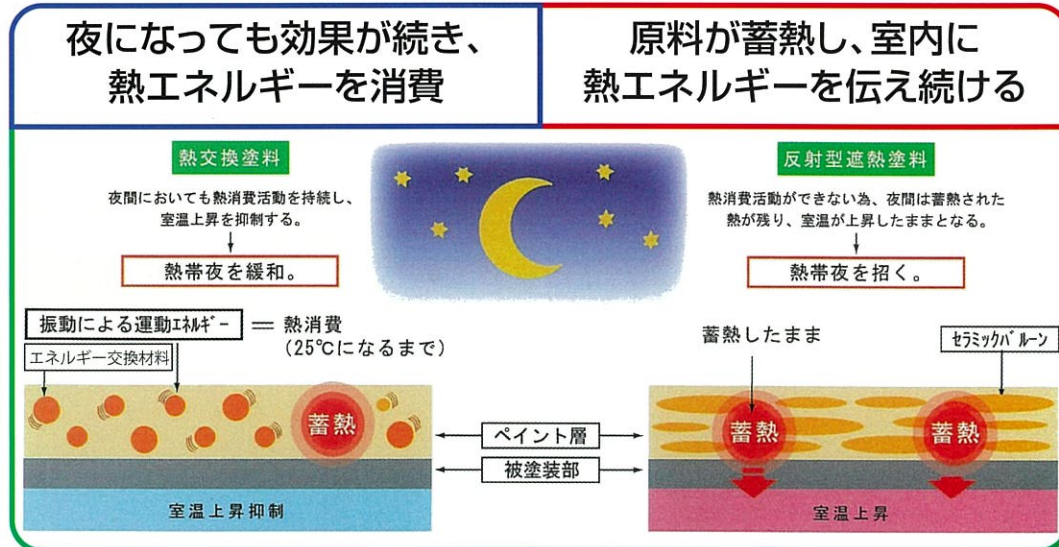 夜になっても効果が続き、
熱エネルギーを消費
原料が蓄熱し、室内に
熱エネルギーを伝え続ける
熱交換塗料
夜間においても熱消費活動を持続し、
室温上昇を抑制する。
熱帯夜を緩和。
反射型遮熱塗料
熱消費活動ができない為、夜間は蓄熱された
熱が残り、室温が上昇したままとなる。
熱帯夜を招く。
振動による運動ｴﾈﾙｷﾞｰ ＝ 熱消費
(25℃になるまで)
エネルギー交換材料
蓄熱
室温上昇抑制
ペイント層
被塗装部
蓄熱したまま
ｾﾗﾐｯｸﾊﾞﾙｰﾝ
蓄熱
蓄熱
室温上昇